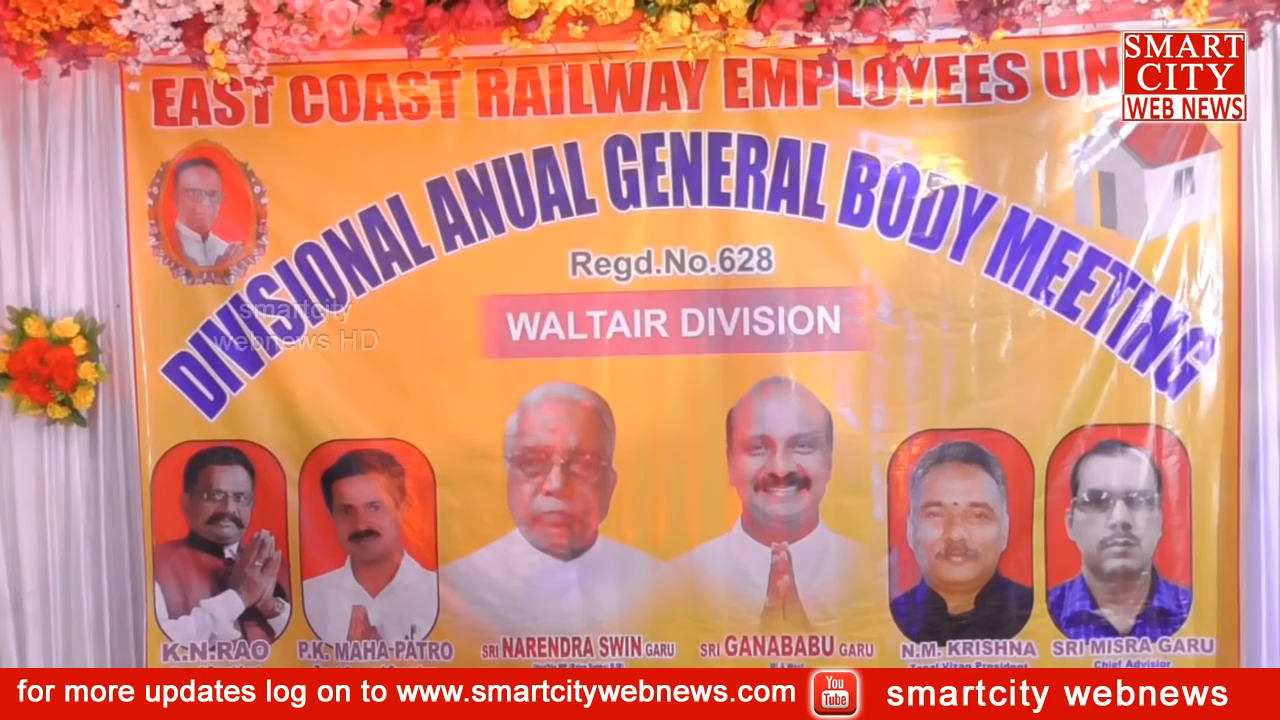 EAST COAST RAILWAY EMPLOYEES UN
SMART
CITY
WEB NEWS
DIVISIONAL ANUAL GENERAL BODY MEETING
Regd.No.628
smartcity
webnews HD
WALTAIR DIVISION
K.N.RAO
P.K. MAHA-PATRO
SRI NARENDRA SWIN GARU
SRI GANABABU GARU
N.M. KRISHNA
SRI MISRA GARU
Chief Advisior
for more updates log on to www.smartcitywebnews.com
You
Tube
smartcity webnews